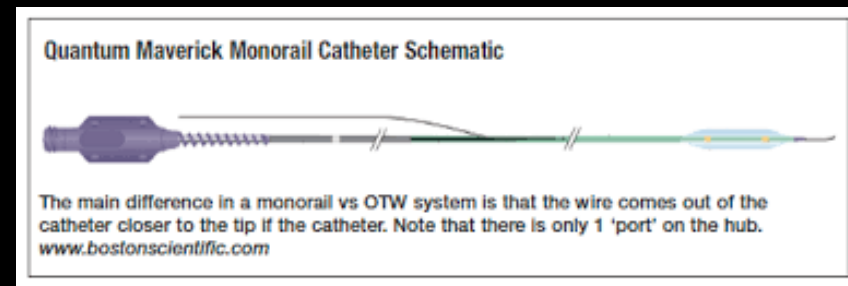 Quantum Maverick Monorail Catheter Schematic
The main difference in a monorail vs OTW system is that the wire comes out of the
catheter closer to the tip if the catheter. Note that there is only 1 'port' on the hub.
www.bostonscientific.com